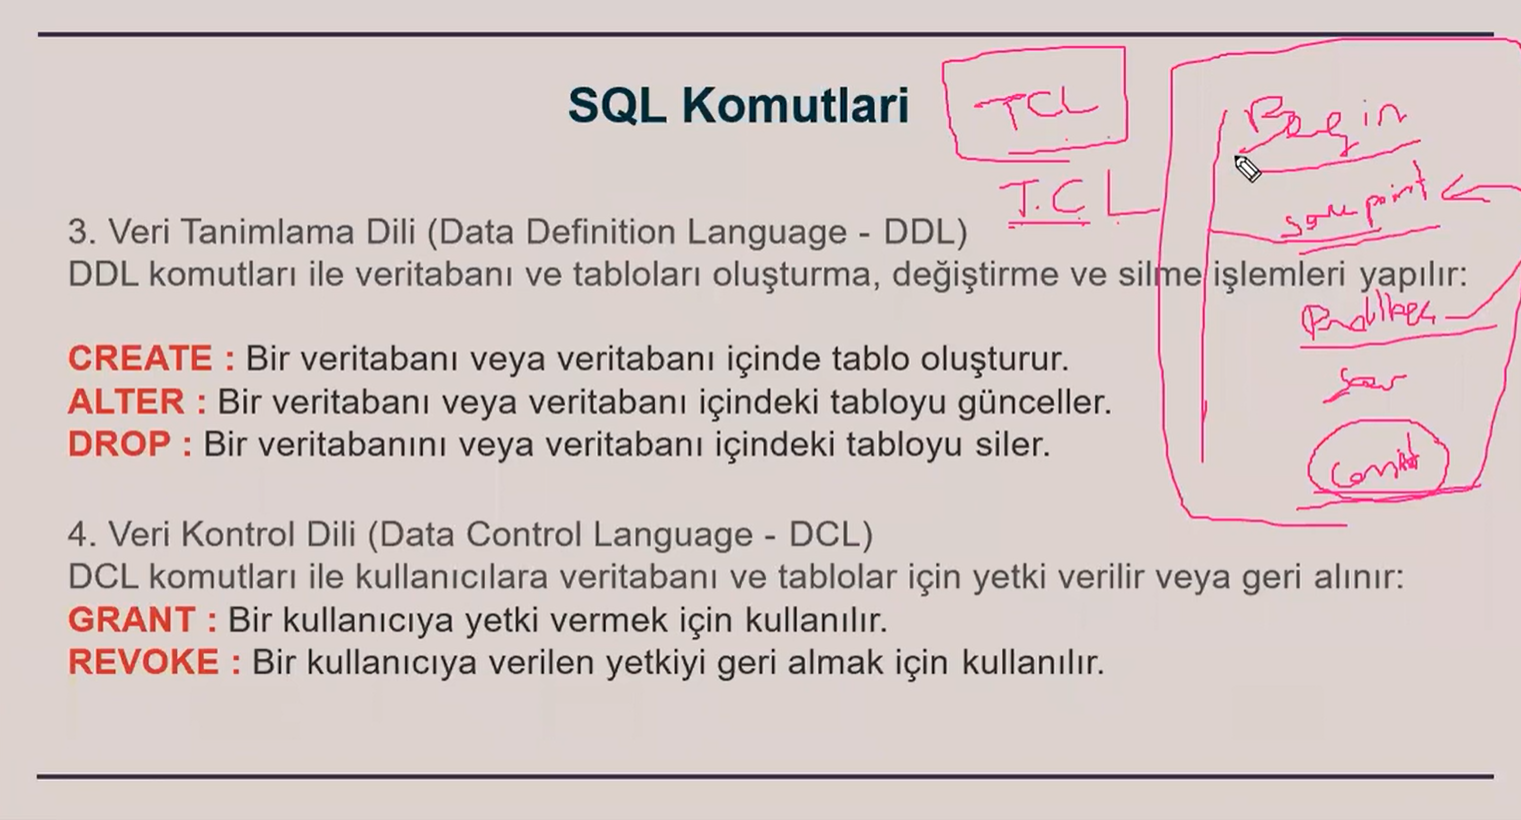 SQL Komutlari
TCL
T.C L
Begin
save point
3. Veri Tanimlama Dili (Data Definition Language - DDL)
DDL komutları ile veritabanı ve tabloları oluşturma, değiştirme ve silme işlemleri yapılır:
CREATE : Bir veritabanı veya veritabanı içinde tablo oluşturur.
ALTER : Bir veritabanı veya veritabanı içindeki tabloyu günceller.
DROP : Bir veritabanını veya veritabanı içindeki tabloyu siler.
4. Veri Kontrol Dili (Data Control Language - DCL)
DCL komutları ile kullanıcılara veritabanı ve tablolar için yetki verilir veya geri alınır:
GRANT : Bir kullanıcıya yetki vermek için kullanılır.
REVOKE : Bir kullanıcıya verilen yetkiyi geri almak için kullanılır.